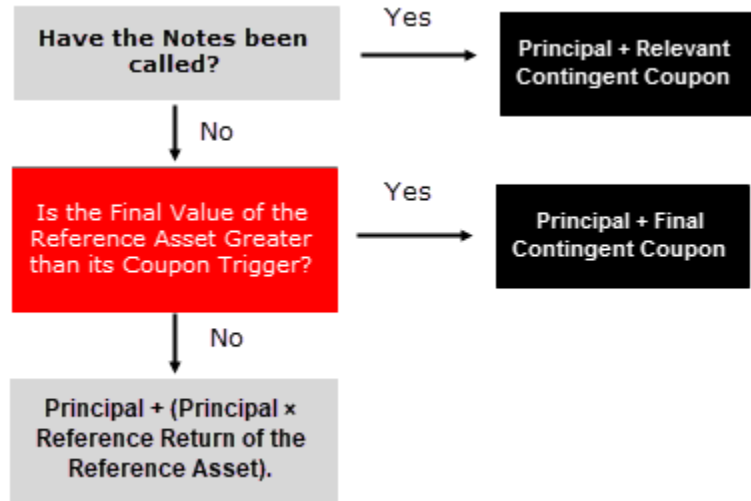 Have the Notes been
called?
Yes
Principal + Relevant
Contingent Coupon
No
Is the Final Value of the
Reference Asset Greater
than its Coupon Trigger?
Yes
Principal + Final
Contingent Coupon
No
Principal + (Principal ×
Reference Return of the
Reference Asset).